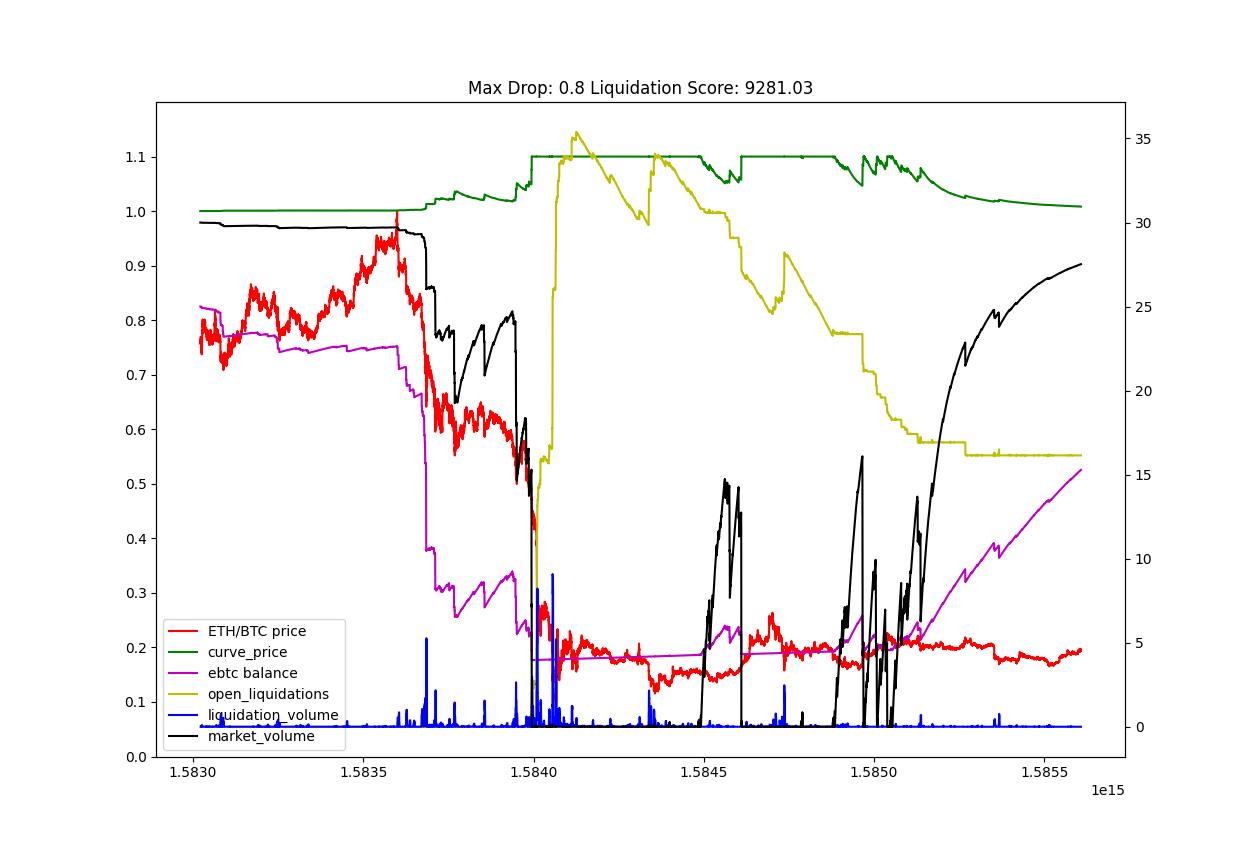 Max Drop: 0.8 Liquidation Score: 9281.03
1.1
1.0
0.9
0.8
0.7
0.6
0.5
0.4
0.3
0.2
0.1
0.0
35
30
25
20
15
10
5
0
ETH/BTC price
curve_price
ebtc balance
open_liquidations
liquidation_volume
market_volume
1.5830 1.5835 1.5840 1.5845 1.5850 1.5855
1e15